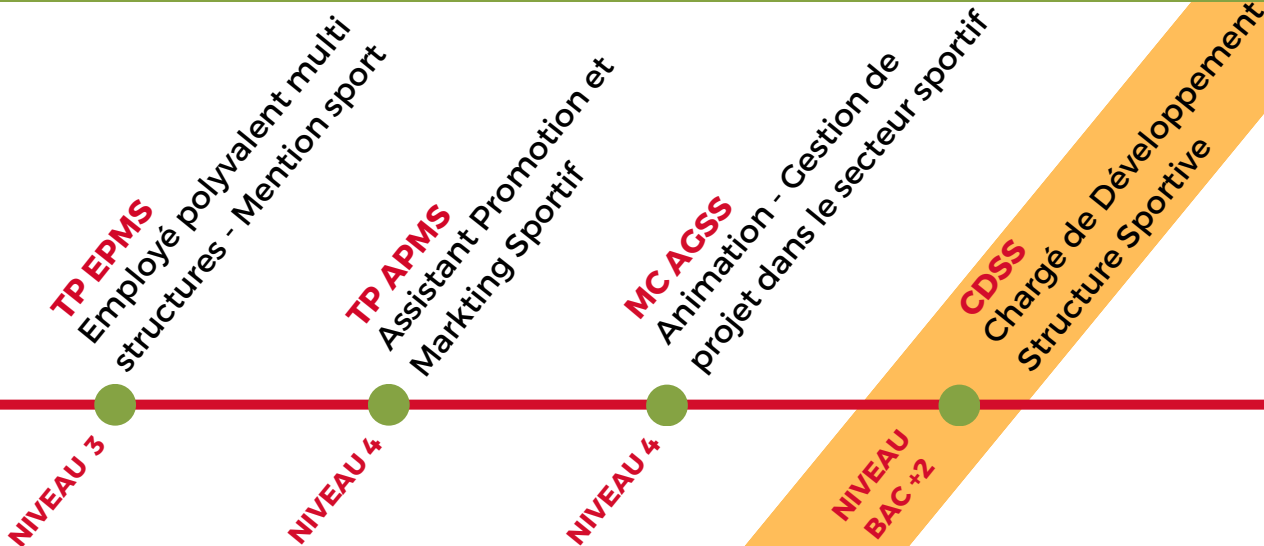 TP EPMS
Employé polyvalent multi
structures - Mention sport
NIVEAU 3
TP APMS
Assistant Promotion et
Markting Sportif
NIVEAU 4
MC AGSS
Animation - Gestion de
projet dans le secteur sportif
NIVEAU 4
CDSS
Chargé de Développement
Structure Sportive
NIVEAU
BAC +2